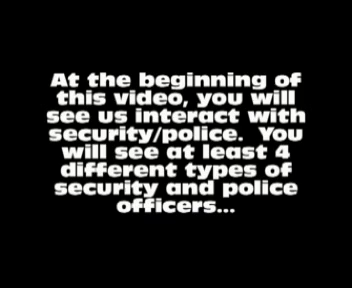 At the beginning of
this video, you will
see us interact with
security/police.  You
will see at least 4
different types of
security and police
officers...